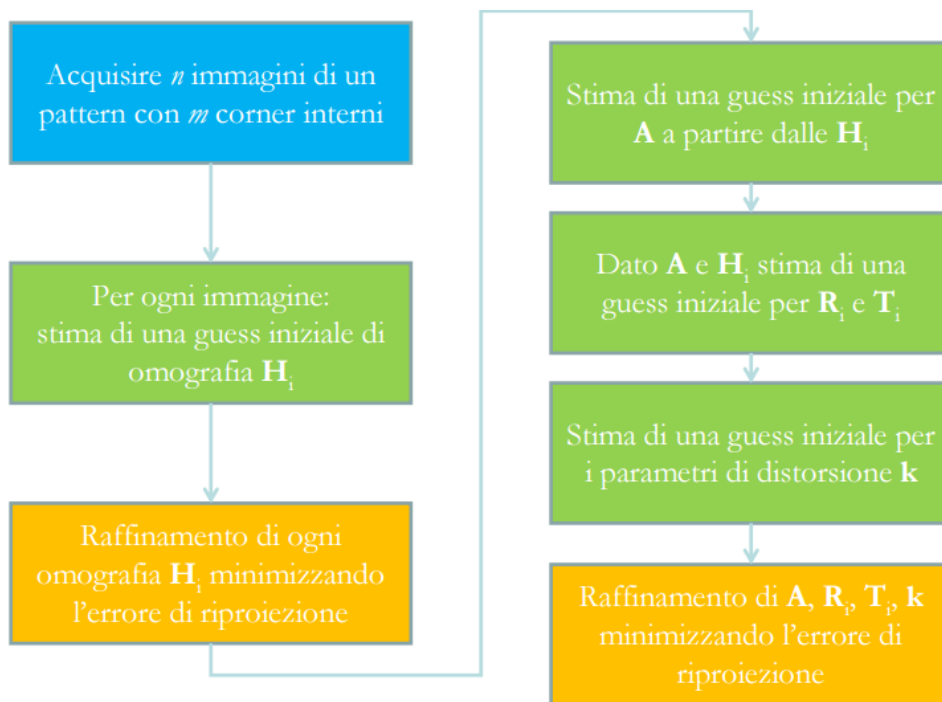 Acquisire n immagini di un
pattern con m corner interni
Per ogni immagine:
stima di una guess iniziale di
omografia Hi
Raffinamento di ogni
omografia Hi minimizzando
l'errore di riproiezione
Stima di una guess iniziale per
A a partire dalle Hi
Dato A e Hi stima di una
guess iniziale per Ri e Ti
Stima di una guess iniziale per
i parametri di distorsione k
Raffinamento di A, Ri, Ti, k
minimizzando l'errore di
riproiezione